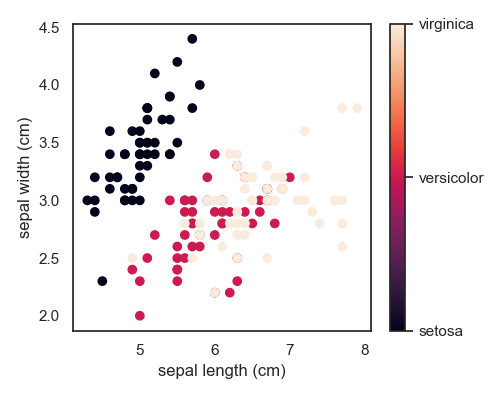 4.5
4.0
3.5
3.0
2.5
2.0
sepal width (cm)
5 6 7 8
sepal length (cm)
virginica
versicolor
setosa